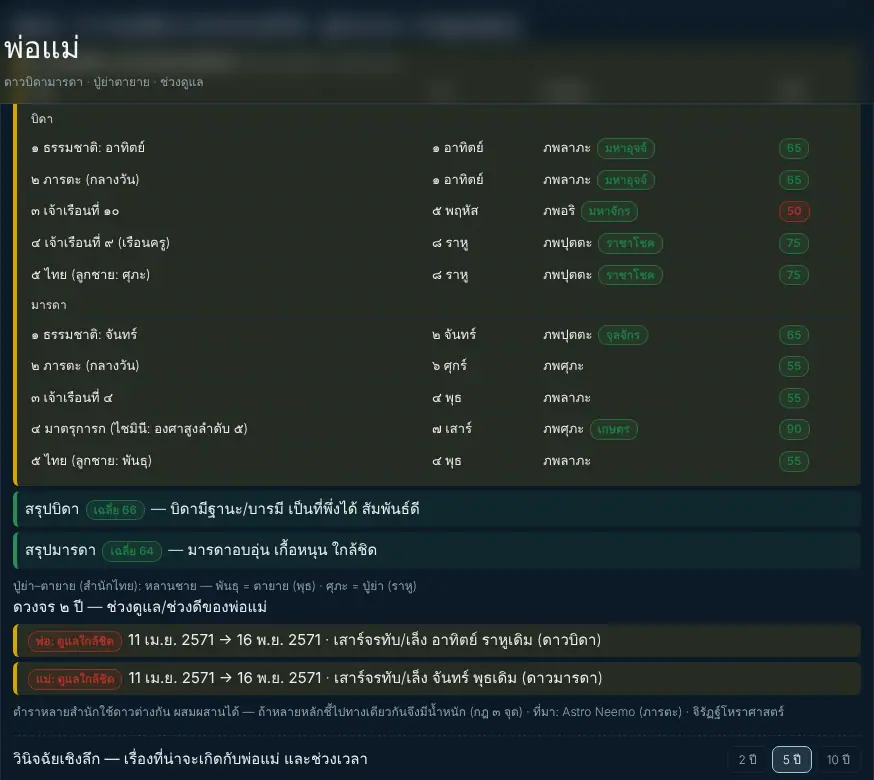 พ่อแม่
ดาวบิดามารดา · ปู่ย่าตายาย · ช่วงดูแล
บิดา
๑ ธรรมชาติ: อาทิตย์ ๑ อาทิตย์ ภพลาภะ มหาอุจจ์ 65
๒ ภารตะ (กลางวัน) ๑ อาทิตย์ ภพลาภะ มหาอุจจ์ 65
๓ เจ้าเรือนที่ ๑๐ ๕ พฤหัส ภพอริ มหาจักร 50
๔ เจ้าเรือนที่ ๙ (เรือนครู) ๘ ราหู ภพปุตตะ ราชาโชค 75
๕ ไทย (ลูกชาย: ศุภะ) ๘ ราหู ภพปุตตะ ราชาโชค 75
มารดา
๑ ธรรมชาติ: จันทร์ ๒ จันทร์ ภพปุตตะ จุลจักร 65
๒ ภารตะ (กลางวัน) ๖ ศุกร์ ภพศุภะ 55
๓ เจ้าเรือนที่ ๔ ๔ พุธ ภพลาภะ 55
๔ มาตฤการก (ไชมินี: องศาสูงลำดับ ๕) ๗ เสาร์ ภพศุภะ เกษตร 90
๕ ไทย (ลูกชาย: พันธุ) ๔ พุธ ภพลาภะ 55
สรุปบิดา เฉลี่ย 66 — บิดามีฐานะ/บารมี เป็นที่พึ่งได้ สัมพันธ์ดี
สรุปมารดา เฉลี่ย 64 — มารดาอบอุ่น เกื้อหนุน ใกล้ชิด
ปู่ย่า–ตายาย (สำนักไทย): หลานชาย — พันธุ = ตายาย (พุธ) · ศุภะ = ปู่ย่า (ราหู)
ดวงจร ๒ ปี — ช่วงดูแล/ช่วงดีของพ่อแม่
พ่อ: ดูแลใกล้ชิด 11 เม.ย. 2571 → 16 พ.ย. 2571 · เสาร์จรทับ/เล็ง อาทิตย์ ราหูเดิม (ดาวบิดา)
แม่: ดูแลใกล้ชิด 11 เม.ย. 2571 → 16 พ.ย. 2571 · เสาร์จรทับ/เล็ง จันทร์ พุธเดิม (ดาวมารดา)
ตำราหลายสำนักใช้ดาวต่างกัน ผสมผสานได้ — ถ้าหลายหลักชี้ไปทางเดียวกันจึงมีน้ำหนัก (กฎ ๓ จุด) · ที่มา: Astro Neemo (ภารตะ) · จิรัฏฐ์โหราศาสตร์
วินิจฉัยเชิงลึก — เรื่องที่น่าจะเกิดกับพ่อแม่ และช่วงเวลา 2 ปี 5 ปี 10 ปี